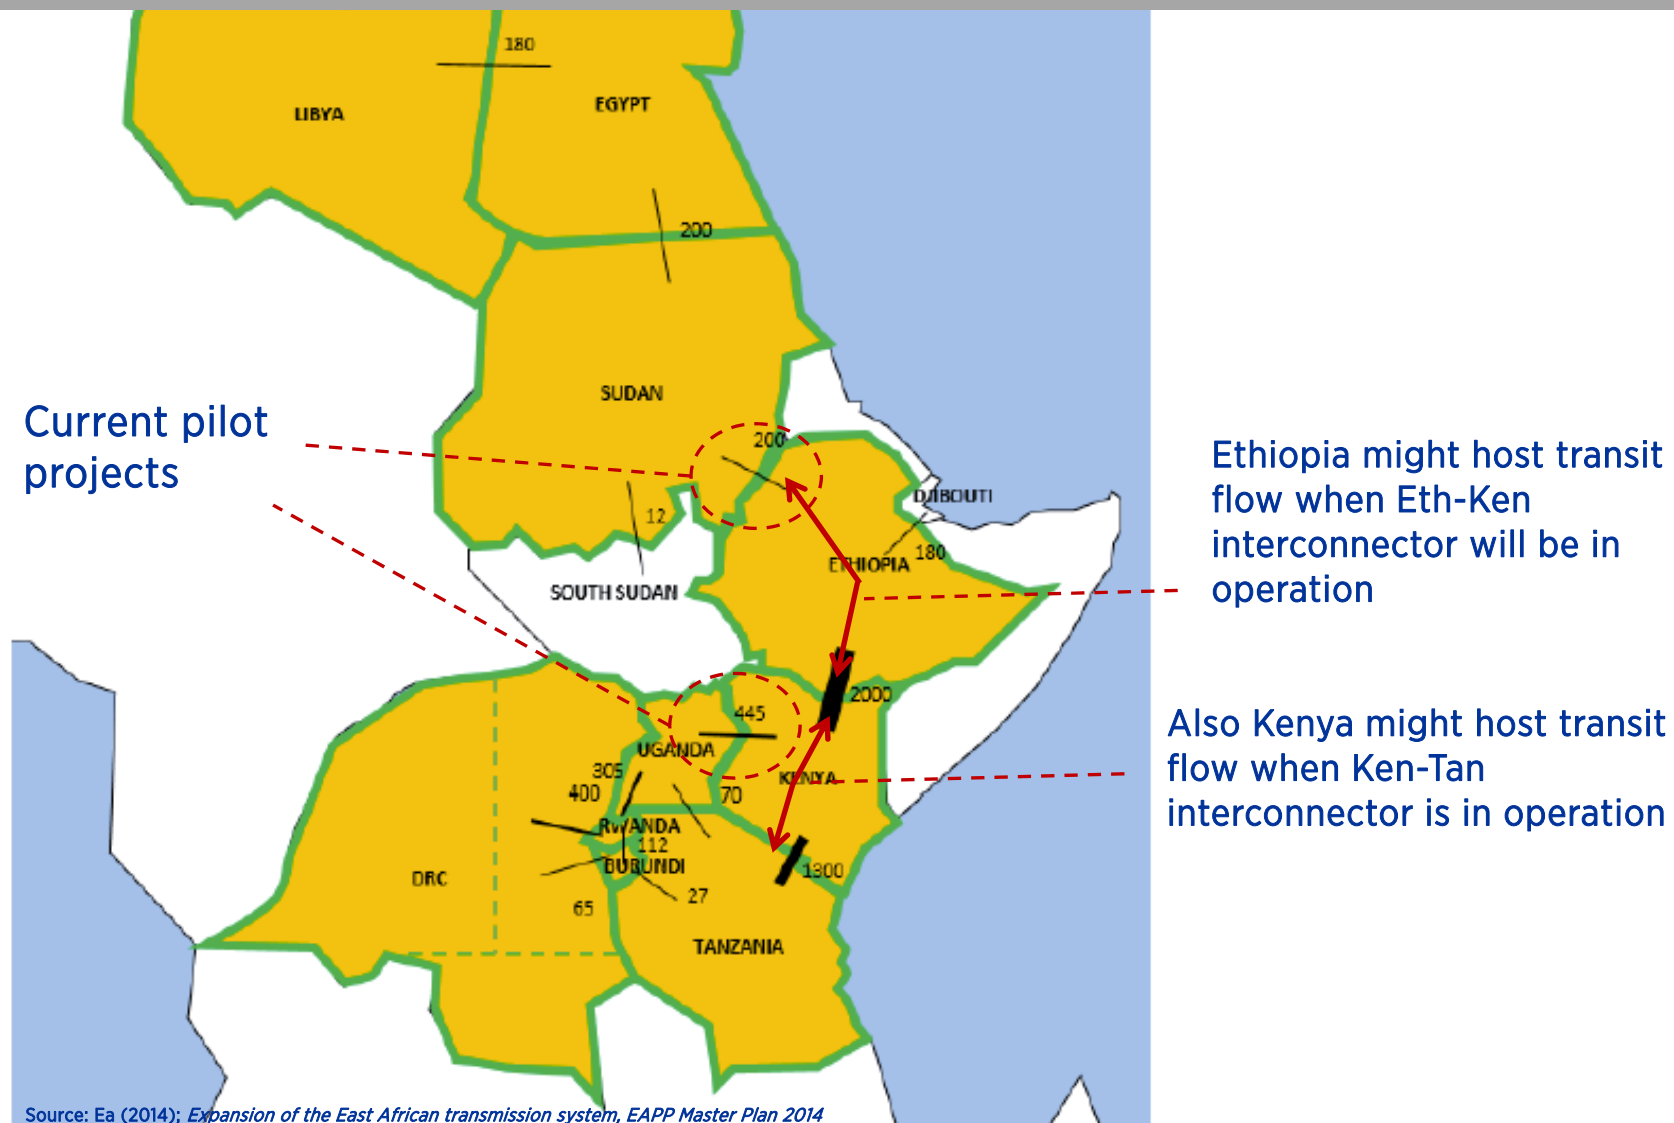 180
LIBYA
EGYPT
200
SUDAN
Current pilot
projects
200
Ethiopia might host transit
flow when Eth-Ken
interconnector will be in
operation
DJIBOUTI
12
180
ETHIOPIA
SOUTH SUDAN
2000
445
Also Kenya might host transit
flow when Ken-Tan
interconnector is in operation
UGANDA
305
KENYA
400
70
RWANDA
112
BURUNDI
1300
DRC
27
65
TANZANIA
Source: Ea (2014); Expansion of the East African transmission system, EAPP Master Plan 2014